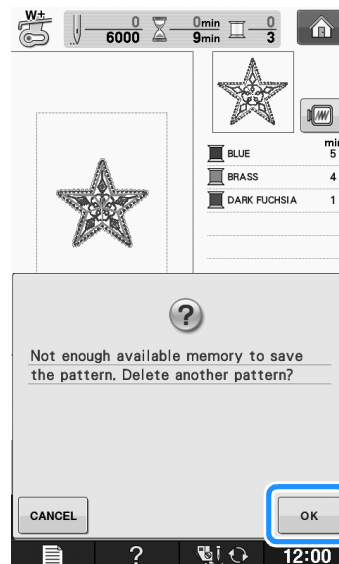 W+
0 0min 0
6000 9min 3
min
BLUE 5
BRASS 4
DARK FUCHSIA 1
?
Not enough available memory to save
the pattern. Delete another pattern?
CANCEL OK
? i 12:00